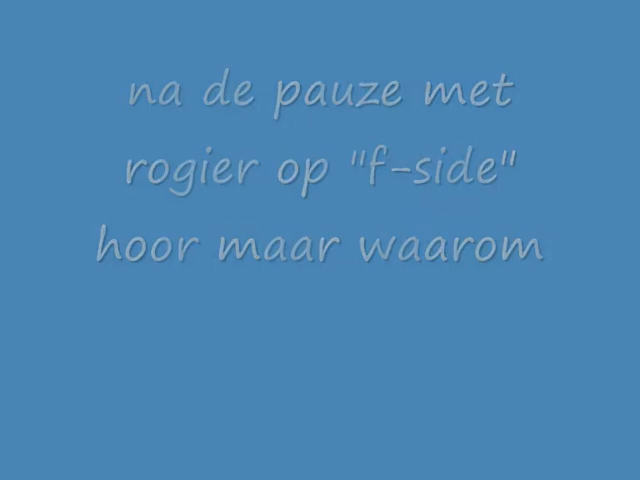 na de pauze met
rogier op "f-side"
hoor maar waarom